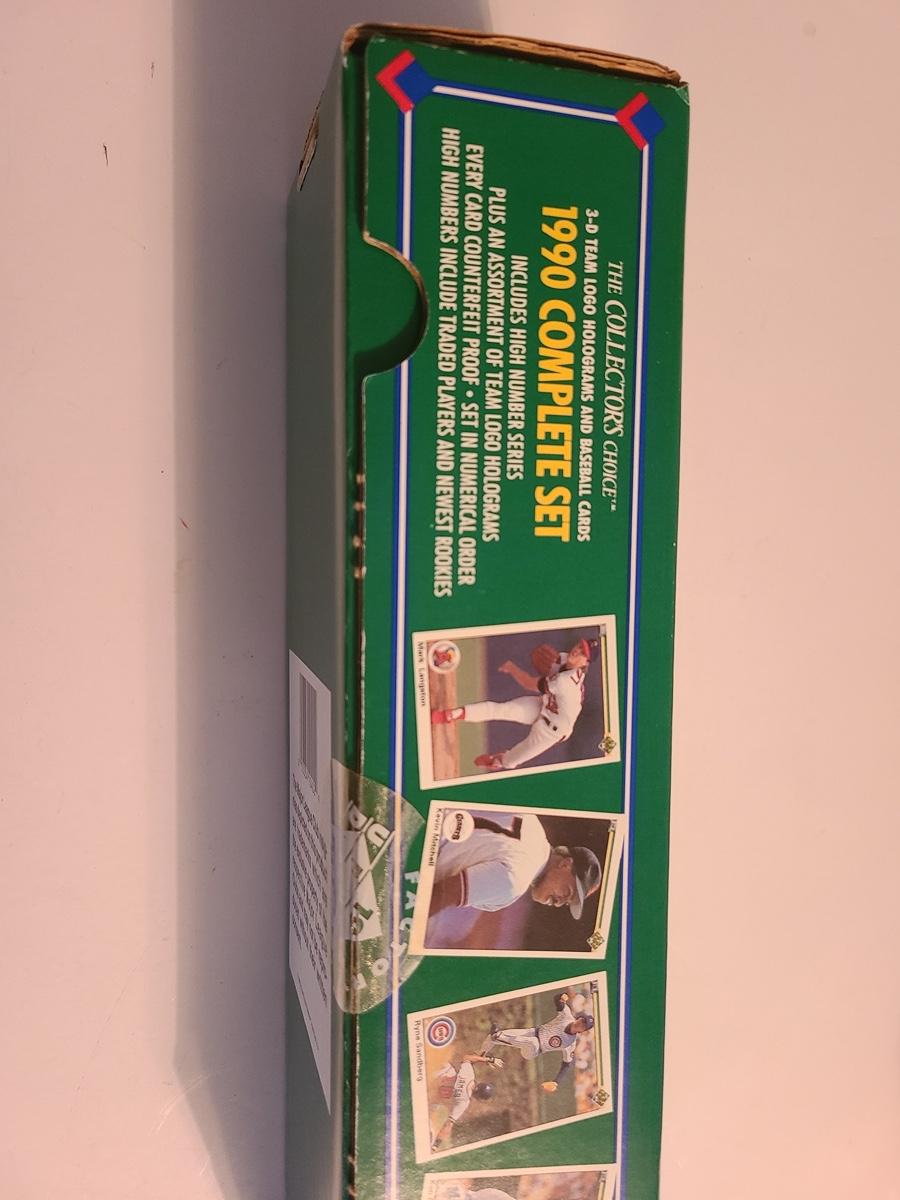 THE COLLECTOR'S CHOICE™
3-D TEAM LOGO HOLOGRAMS AND BASEBALL CARDS
1990 COMPLETE SET
INCLUDES HIGH NUMBER SERIES
PLUS AN ASSORTMENT OF TEAM LOGO HOLOGRAMS
EVERY CARD COUNTERFEIT PROOF • SET IN NUMERICAL ORDER
HIGH NUMBERS INCLUDE TRADED PLAYERS AND NEWEST ROOKIES
Mark Langston
Kevin Mitchell
GIANTS
Ryne Sandberg
CUBS